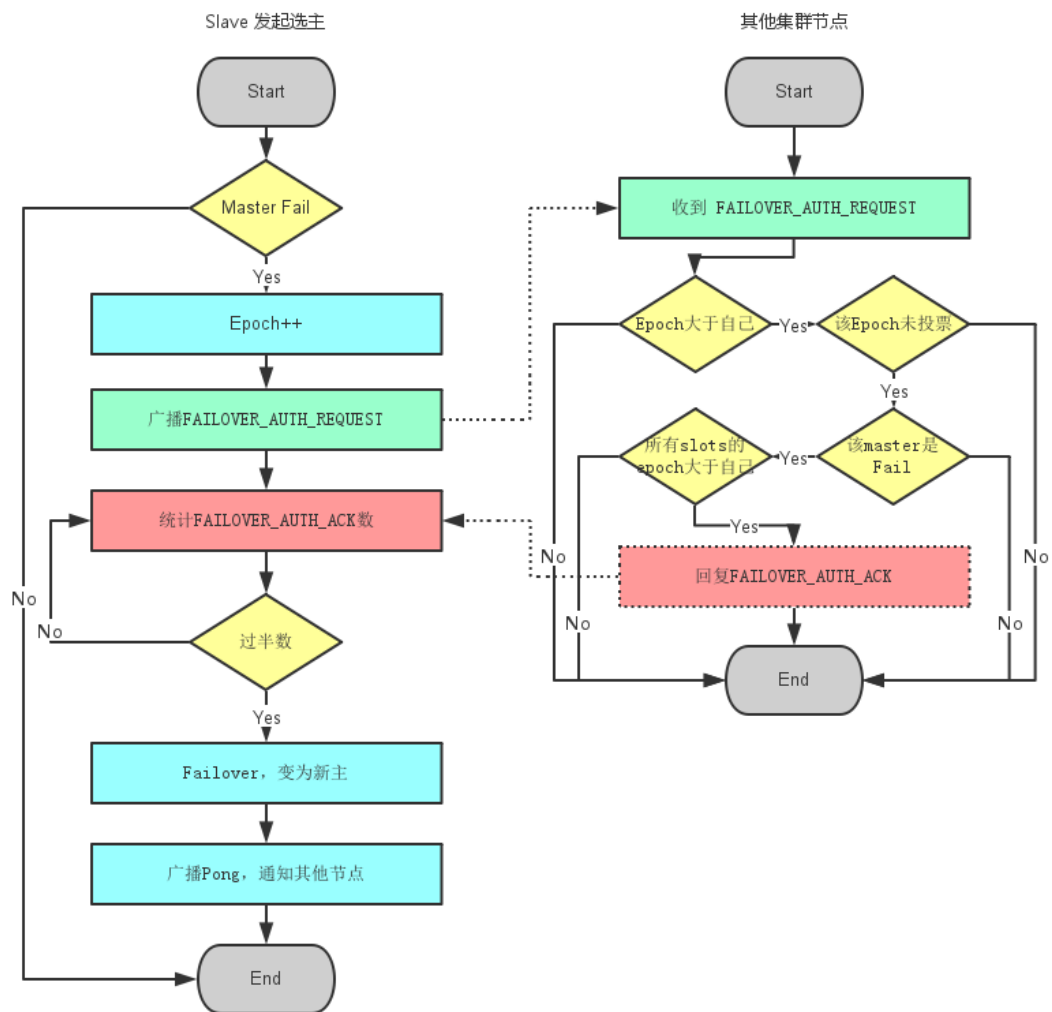 Slave 发起选主
Start
Master Fail
Yes
Epoch++
广播FAILOVER_AUTH_REQUEST
统计FAILOVER_AUTH_ACK数
No
No
过半数
Yes
Failover，变为新主
广播Pong，通知其他节点
End
其他集群节点
Start
收到 FAILOVER_AUTH_REQUEST
Epoch大于自己
Yes
该Epoch未投票
Yes
所有slots的
epoch大于自己
Yes
该master是
Fail
Yes
No
No
回复FAILOVER_AUTH_ACK
No
No
End